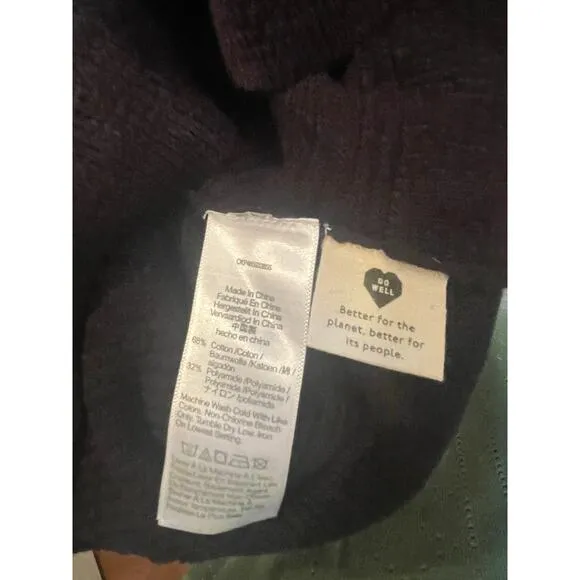 Made in China
Fabriqué En Chine
Hergestellt In China
Vervaardigd In China
中国製
hecho en china
68% Cotton /Coton /
Baumwolle /Katoen /綿/
algodón
32% Polyamide /Polyamide /
Polyamide /Polyamide /
ナイロン /poliamida
Machine Wash Cold With Like
Colors. Non-Chlorine Bleach
Only. Tumble Dry Low. Iron
On Lowest Setting.
GO
WELL
Better for the
planet, better for
its people.